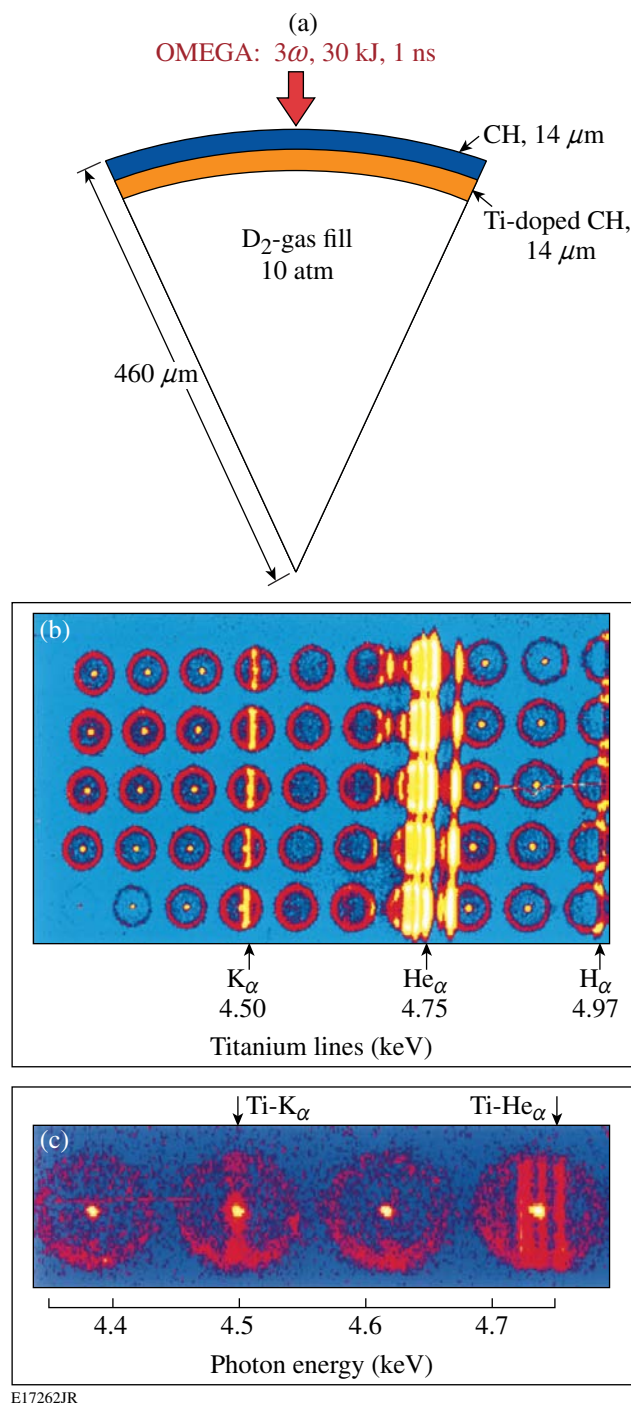 (a)
OMEGA: 3ω, 30 kJ, 1 ns
CH, 14 μm
Ti-doped CH,
14 μm
D₂-gas fill
10 atm
460 μm
(b)
Kα Heα Hα
4.50 4.75 4.97
Titanium lines (keV)
(c)
Ti-Kα Ti-Heα
4.4 4.5 4.6 4.7
Photon energy (keV)
E17262JR